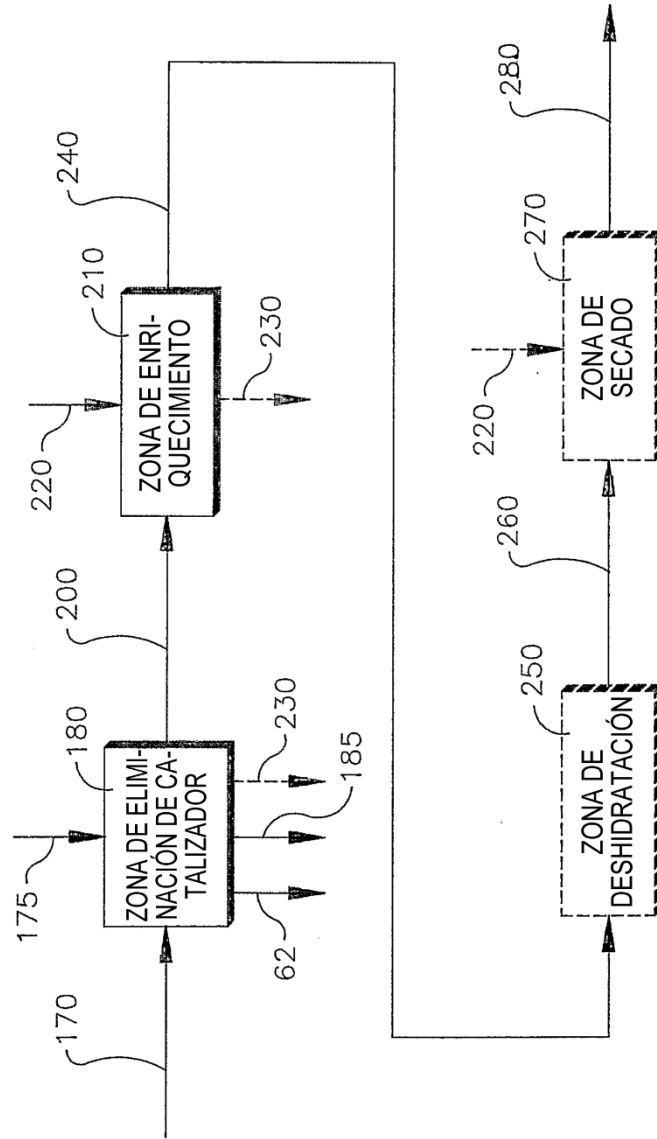 170
175
180
ZONA DE ELIMI-
NACIÓN DE CA-
TALIZADOR
62
185
230
200
220
210
ZONA DE ENRI-
QUECIMIENTO
230
240
250
ZONA DE
DESHIDRATACIÓN
260
220
270
ZONA DE
SECADO
280